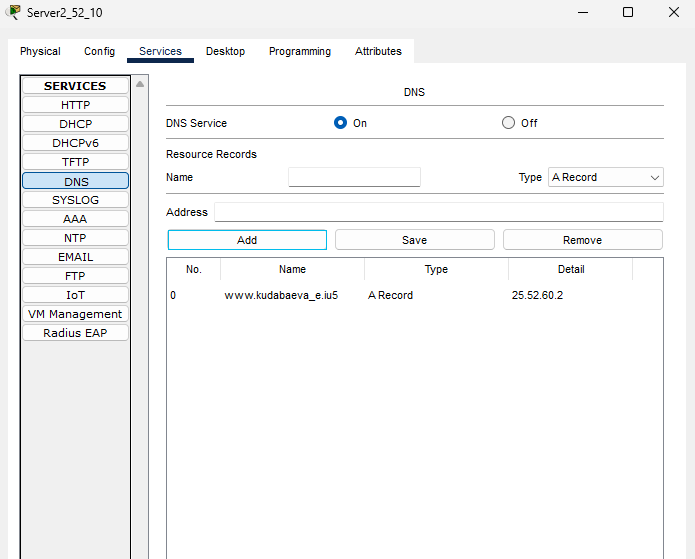 Server2_52_10
Physical Config Services Desktop Programming Attributes
SERVICES
HTTP
DHCP
DHCPv6
TFTP
DNS
SYSLOG
AAA
NTP
EMAIL
FTP
IoT
VM Management
Radius EAP
DNS
DNS Service On Off
Resource Records
Name Type A Record
Address
Add Save Remove
No. Name Type Detail
0 www.kudabaeva_e.iu5 A Record 25.52.60.2